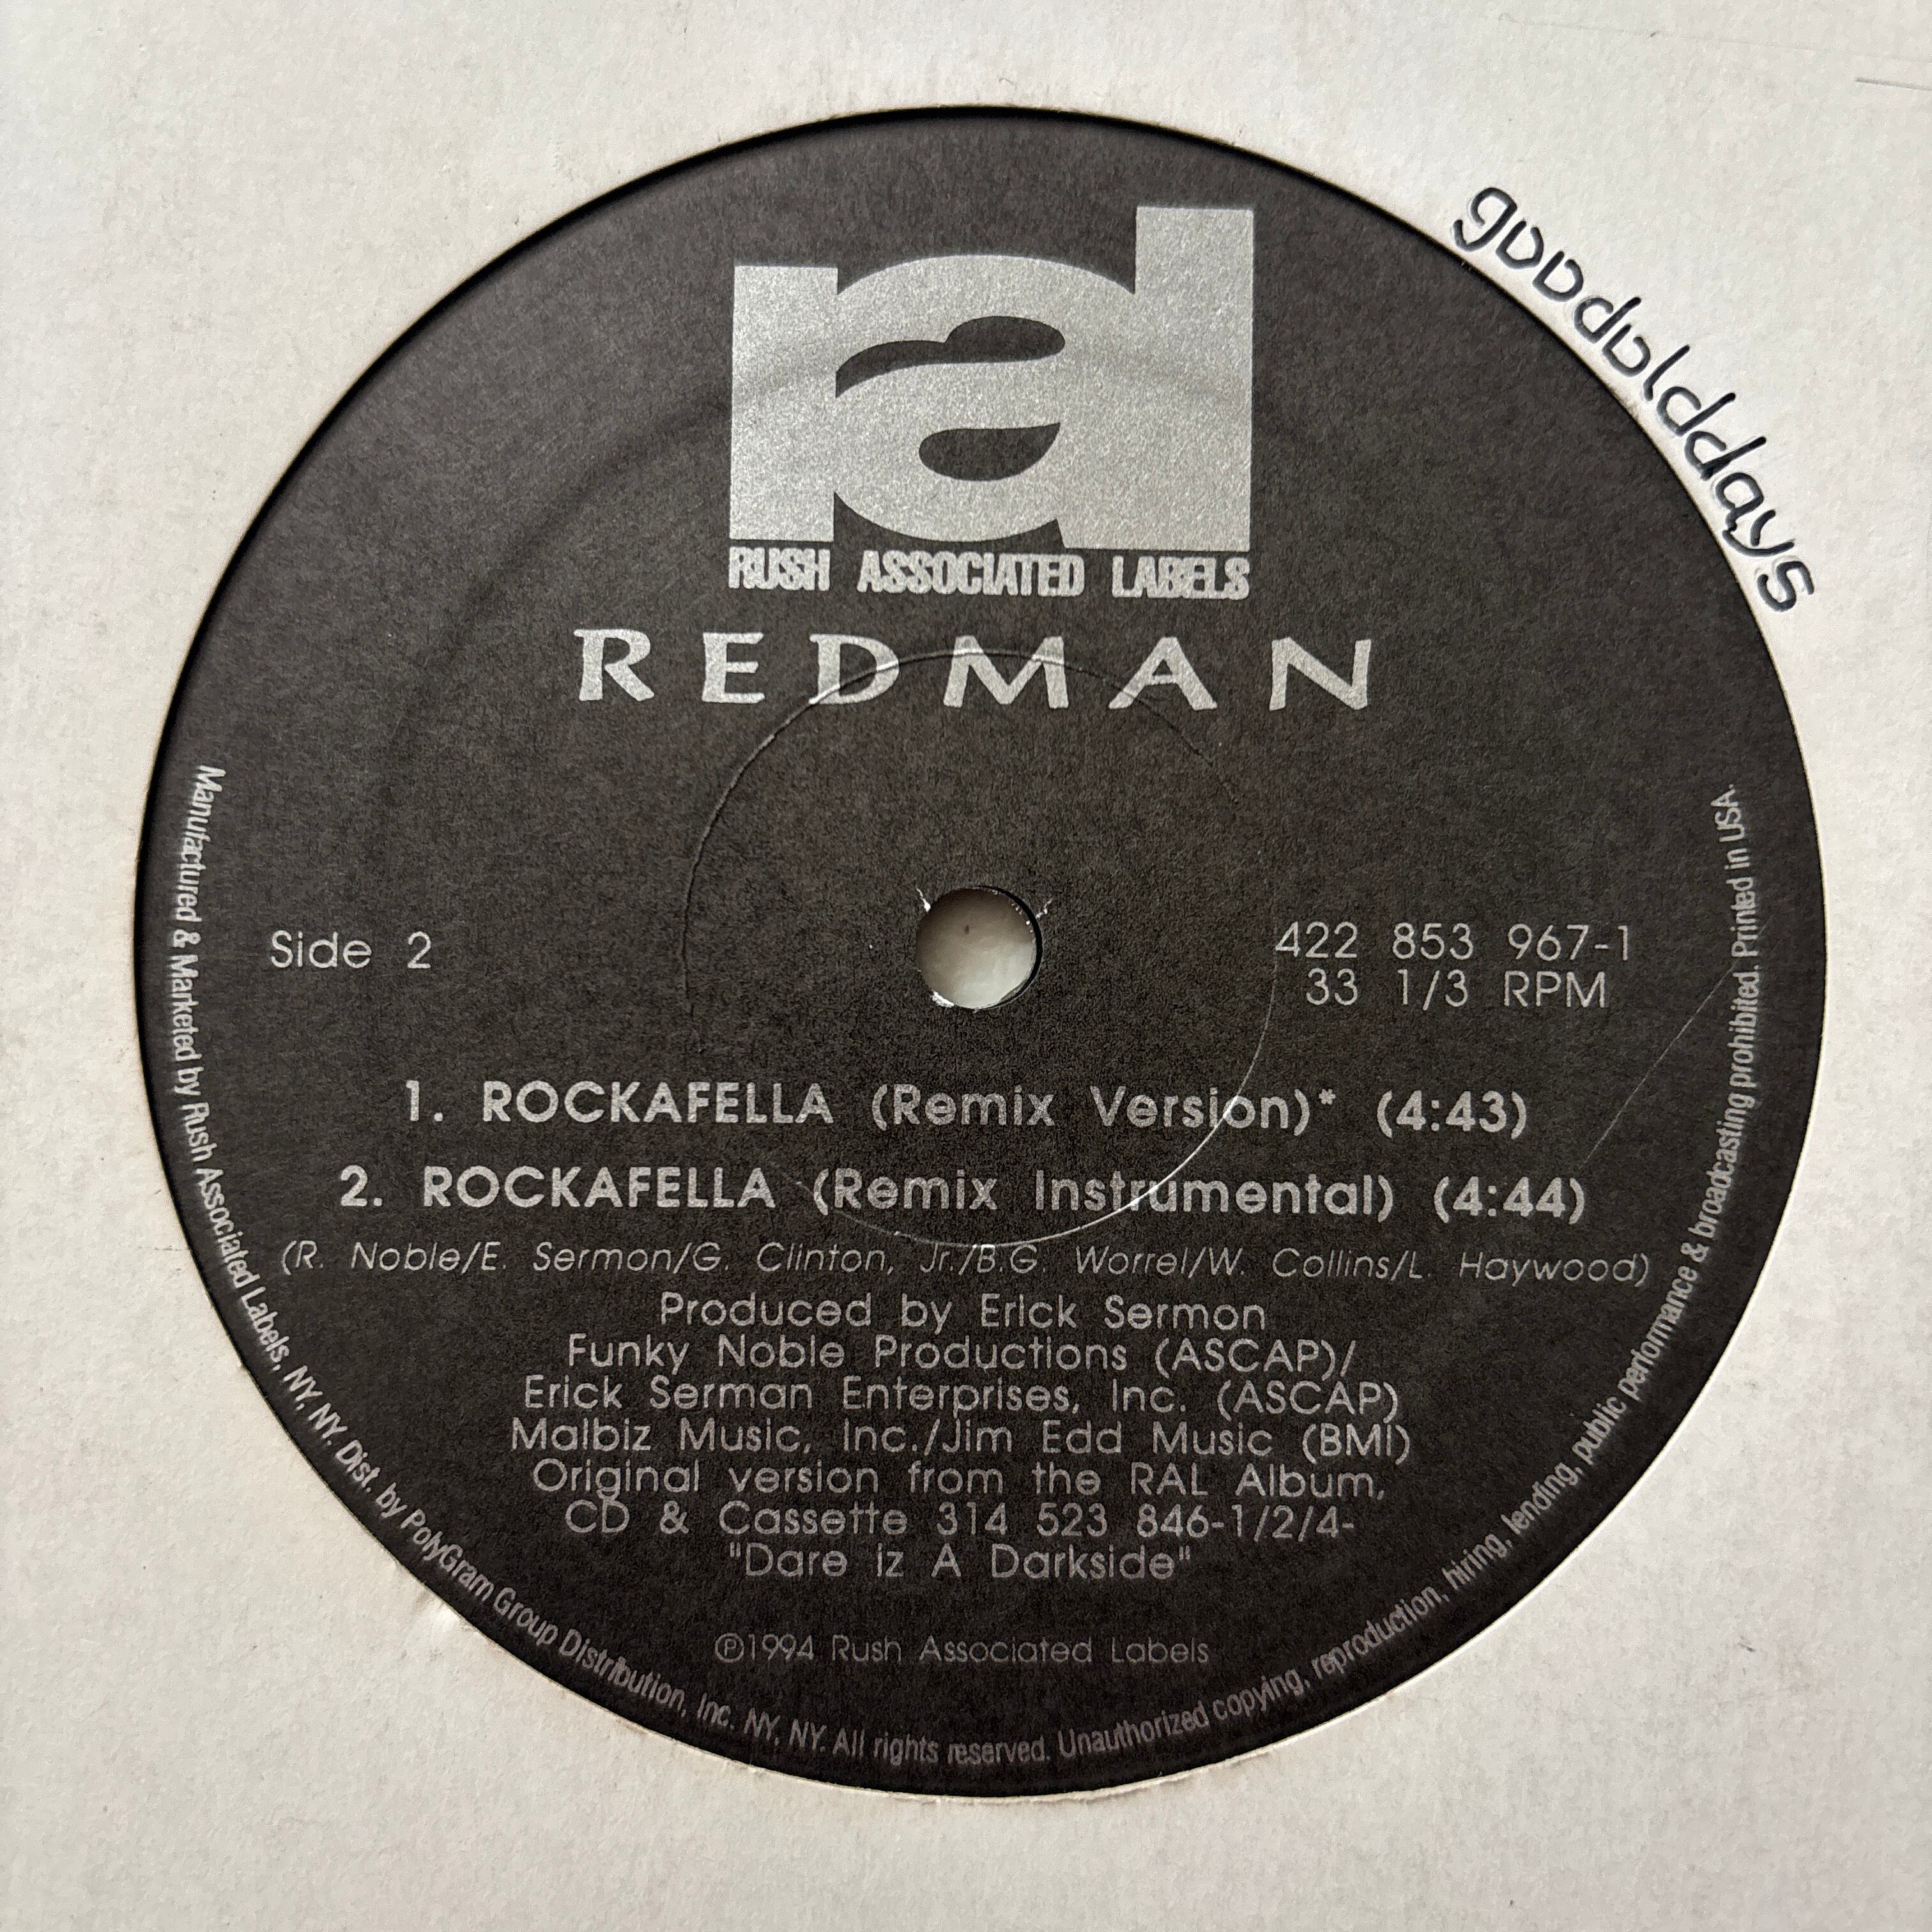 rad
RUSH ASSOCIATED LABELS
REDMAN
Side 2
422 853 967-1
33 1/3 RPM
1. ROCKAFELLA (Remix Version)* (4:43)
2. ROCKAFELLA (Remix Instrumental) (4:44)
(R. Noble/E. Sermon/G. Clinton, Jr./B.G. Worrel/W. Collins/L. Haywood)
Produced by Erick Sermon
Funky Noble Productions (ASCAP)/
Erick Serman Enterprises, Inc. (ASCAP)
Malbiz Music, Inc./Jim Edd Music (BMI)
Original version from the RAL Album,
CD & Cassette 314 523 846-1/2/4-
"Dare iz A Darkside"
℗1994 Rush Associated Labels
Manufactured & Marketed by Rush Associated Labels, NY, NY. Dist. by PolyGram Group Distribution, Inc. NY, NY. All rights reserved. Unauthorized copying, reproduction, hiring, lending, public performance & broadcasting prohibited. Printed in USA.
goodolddays